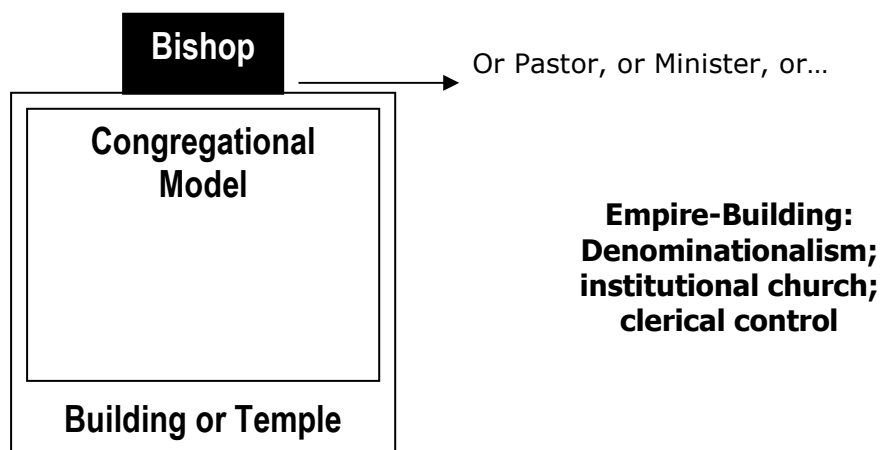 Bishop
Or Pastor, or Minister, or…
Congregational
Model
Empire-Building:
Denominationalism;
institutional church;
clerical control
Building or Temple